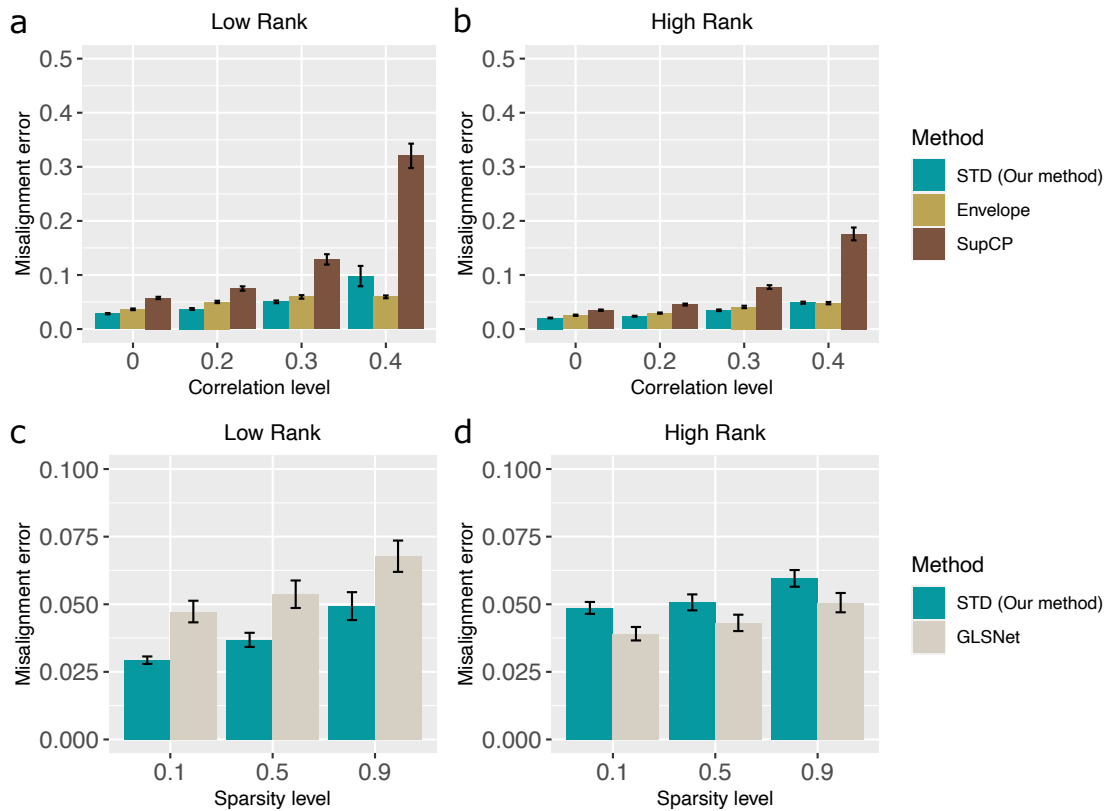 a
Low Rank
0.5
0.4
0.3
0.2
0.1
0.0
Misalignment error
0 0.2 0.3 0.4
Correlation level
b
High Rank
0.5
0.4
0.3
0.2
0.1
0.0
Misalignment error
0 0.2 0.3 0.4
Correlation level
Method
STD (Our method)
Envelope
SupCP
c
Low Rank
0.100
0.075
0.050
0.025
0.000
Misalignment error
0.1 0.5 0.9
Sparsity level
d
High Rank
0.100
0.075
0.050
0.025
0.000
Misalignment error
0.1 0.5 0.9
Sparsity level
Method
STD (Our method)
GLSNet